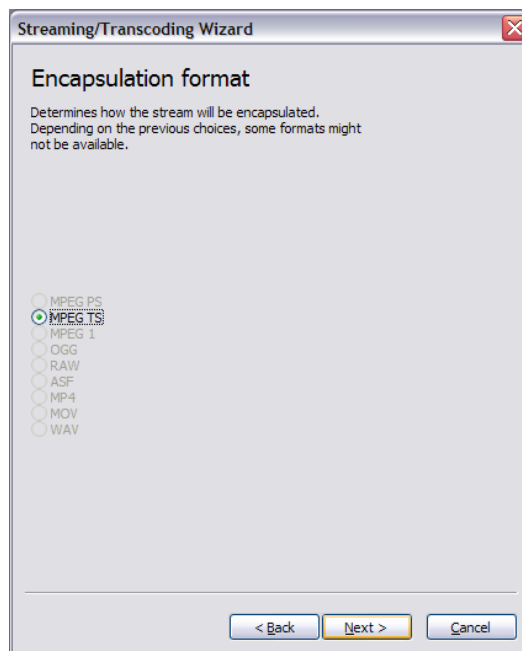 Streaming/Transcoding Wizard
Encapsulation format
Determines how the stream will be encapsulated.
Depending on the previous choices, some formats might
not be available.
MPEG PS
MPEG TS
MPEG 1
OGG
RAW
ASF
MP4
MOV
WAV
< Back
Next >
Cancel